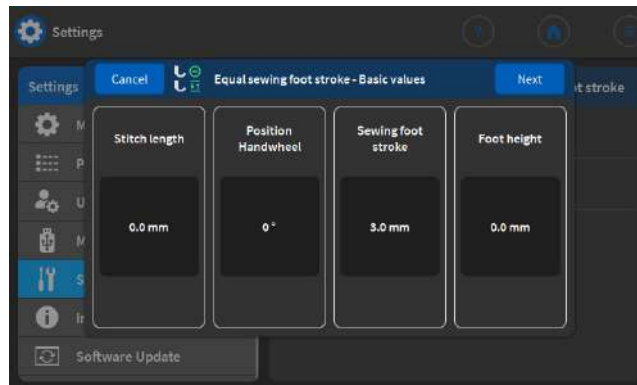 Settings
Cancel
Equal sewing foot stroke - Basic values
Next
Settings
t stroke
Stitch length
Position
Handwheel
Sewing foot
stroke
Foot height
0.0 mm
0°
3.0 mm
0.0 mm
M
P
U
M
S
Ir
Software Update